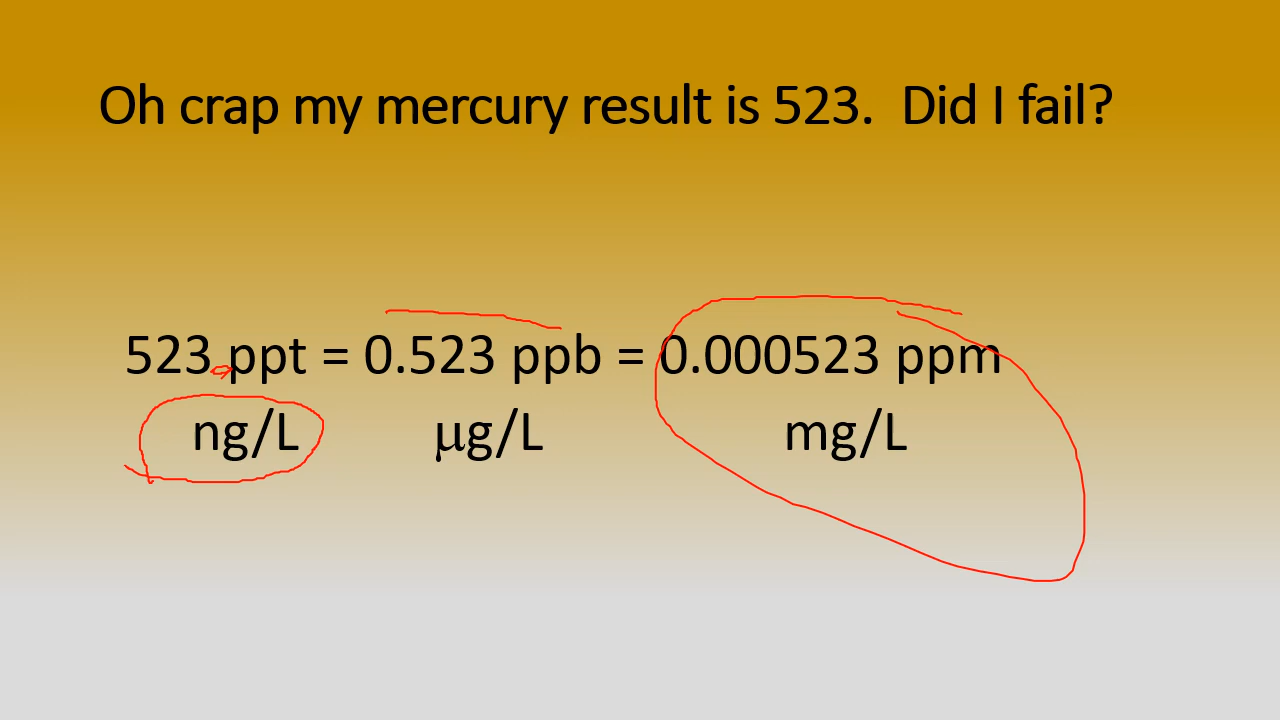 Oh crap my mercury result is 523.  Did I fail?
523 ppt = 0.523 ppb = 0.000523 ppm
ng/L µg/L mg/L